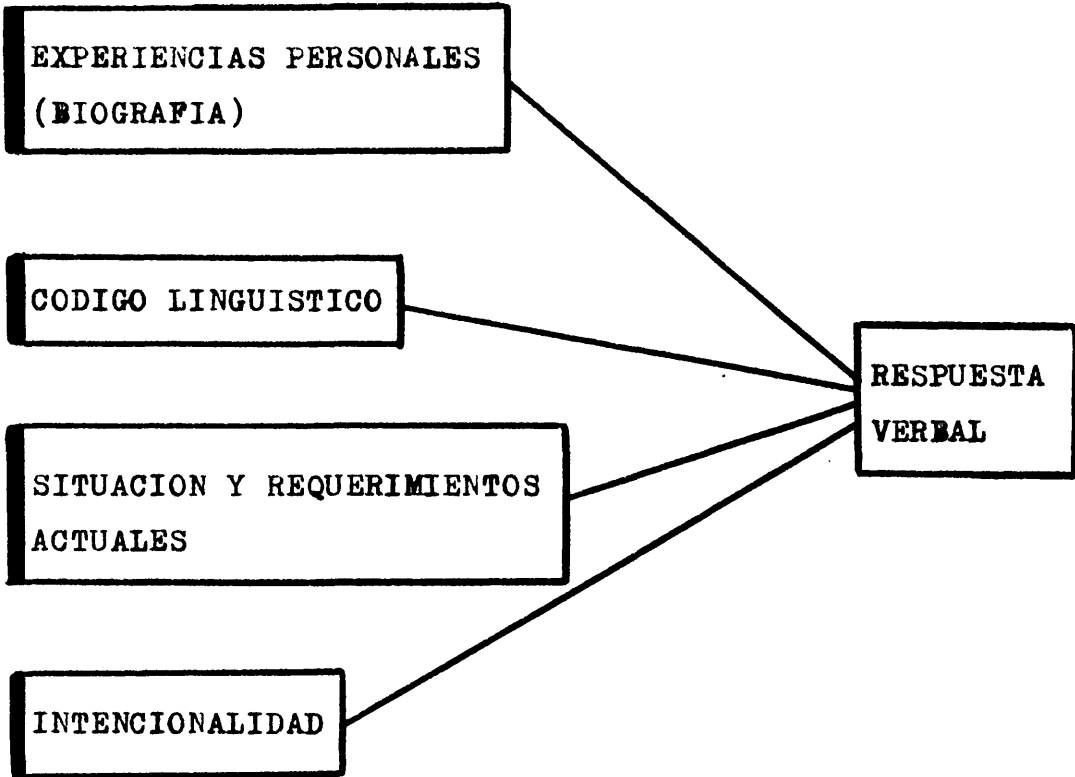 EXPERIENCIAS PERSONALES
(BIOGRAFIA)
CODIGO LINGUISTICO
RESPUESTA
VERBAL
SITUACION Y REQUERIMIENTOS
ACTUALES
INTENCIONALIDAD